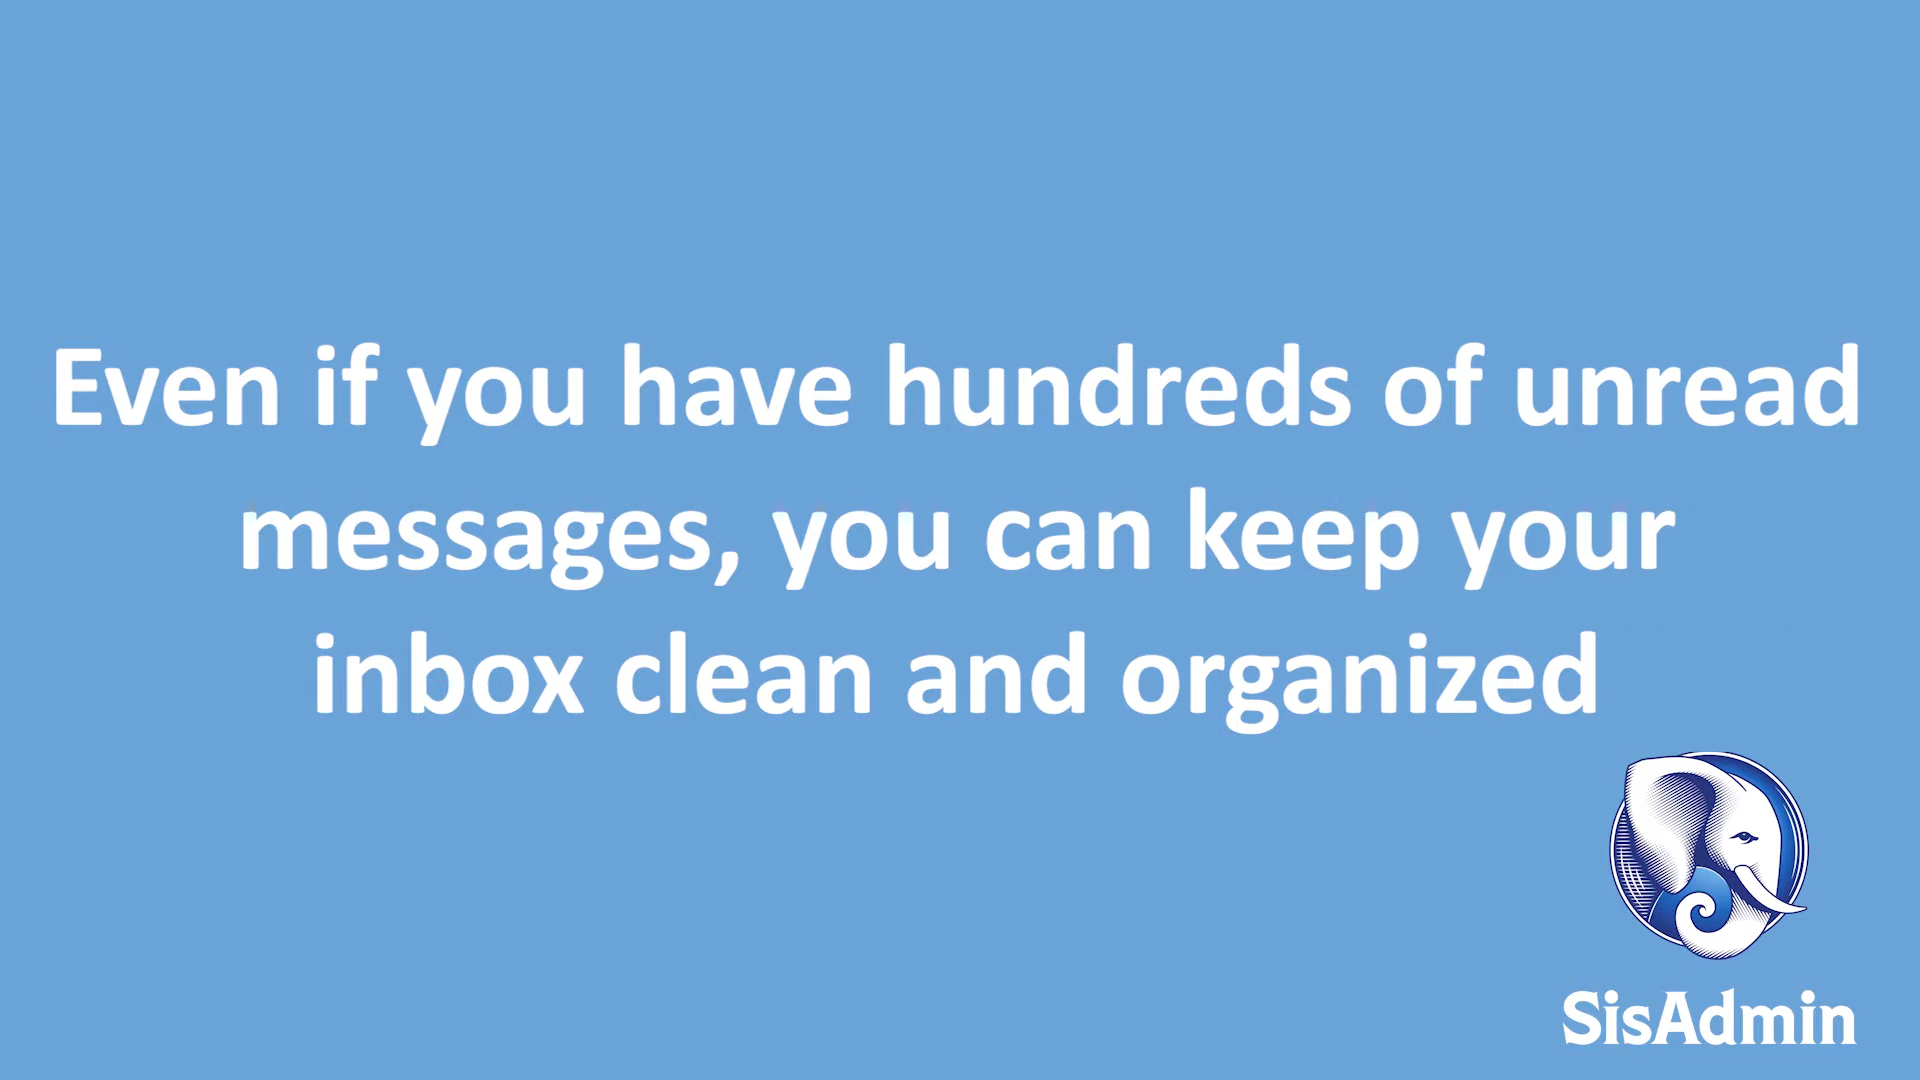 Even if you have hundreds of unread
messages, you can keep your
inbox clean and organized
SisAdmin